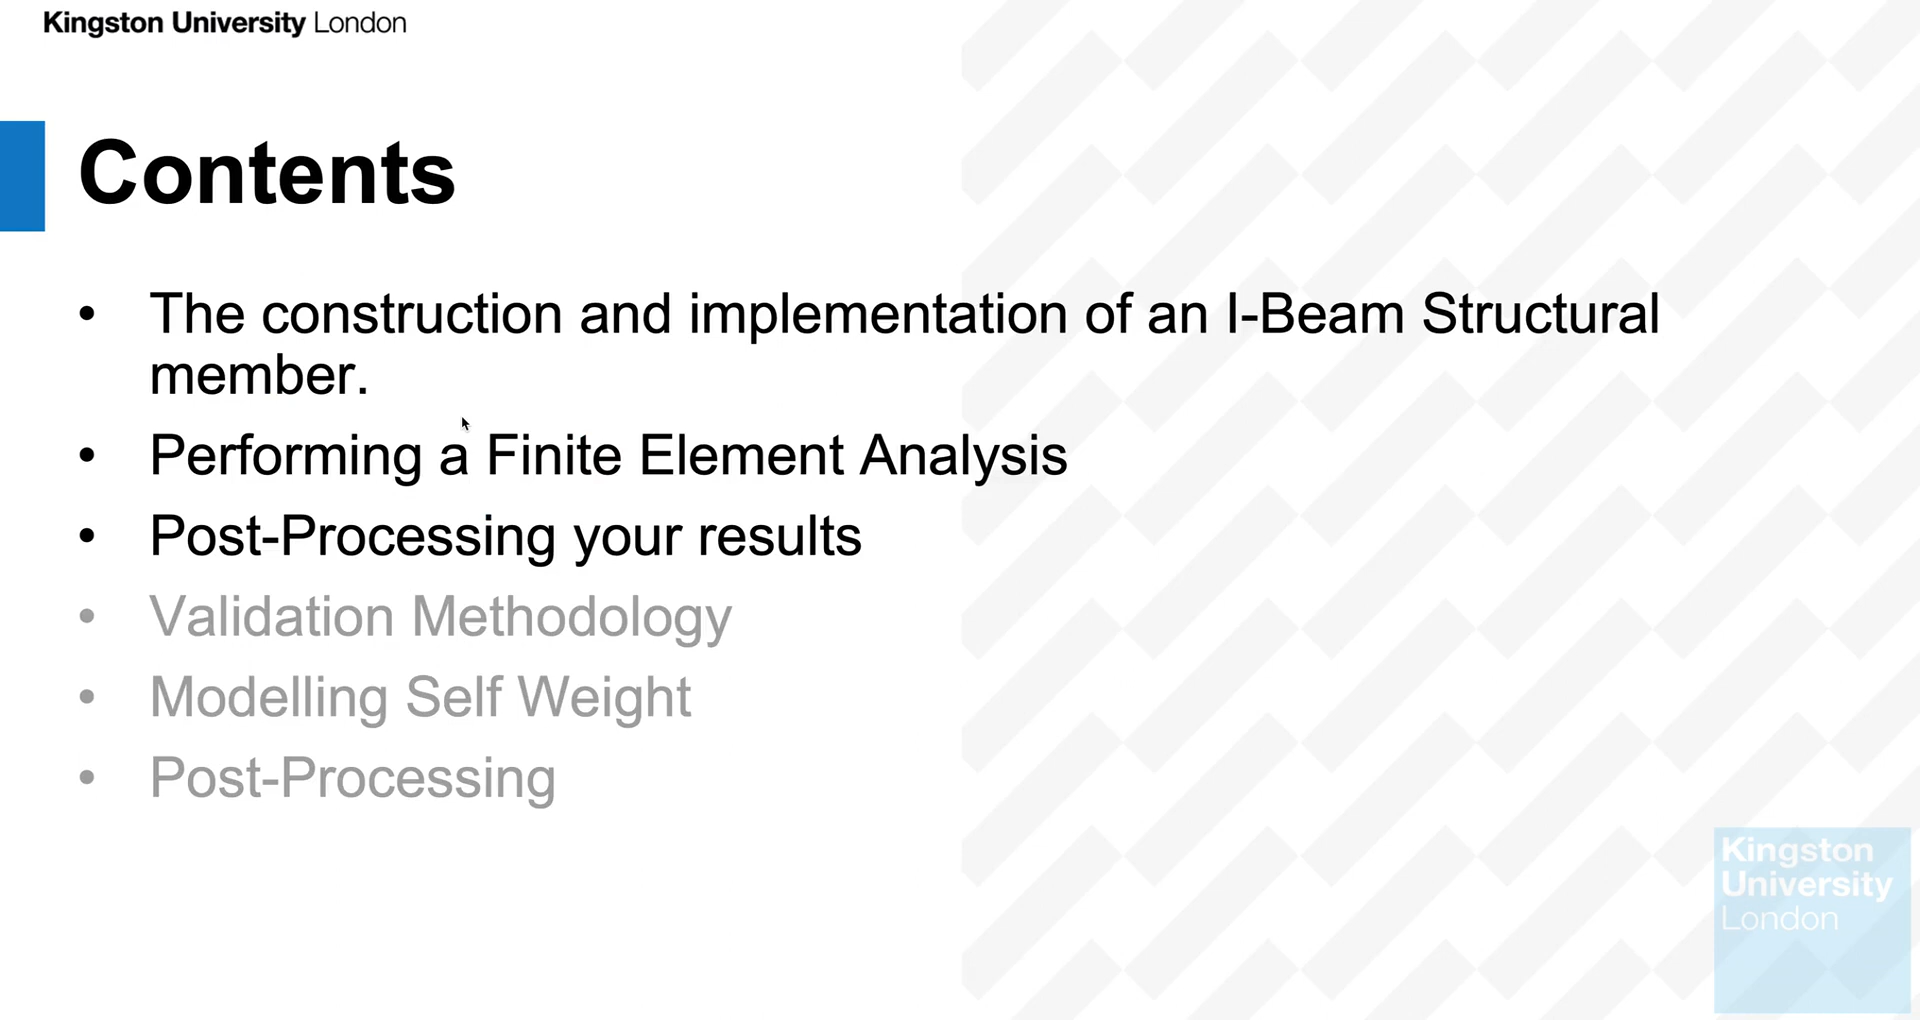 Kingston University London
Contents
• The construction and implementation of an I-Beam Structural
member.
• Performing a Finite Element Analysis
• Post-Processing your results
• Validation Methodology
• Modelling Self Weight
• Post-Processing
Kingston
University
London